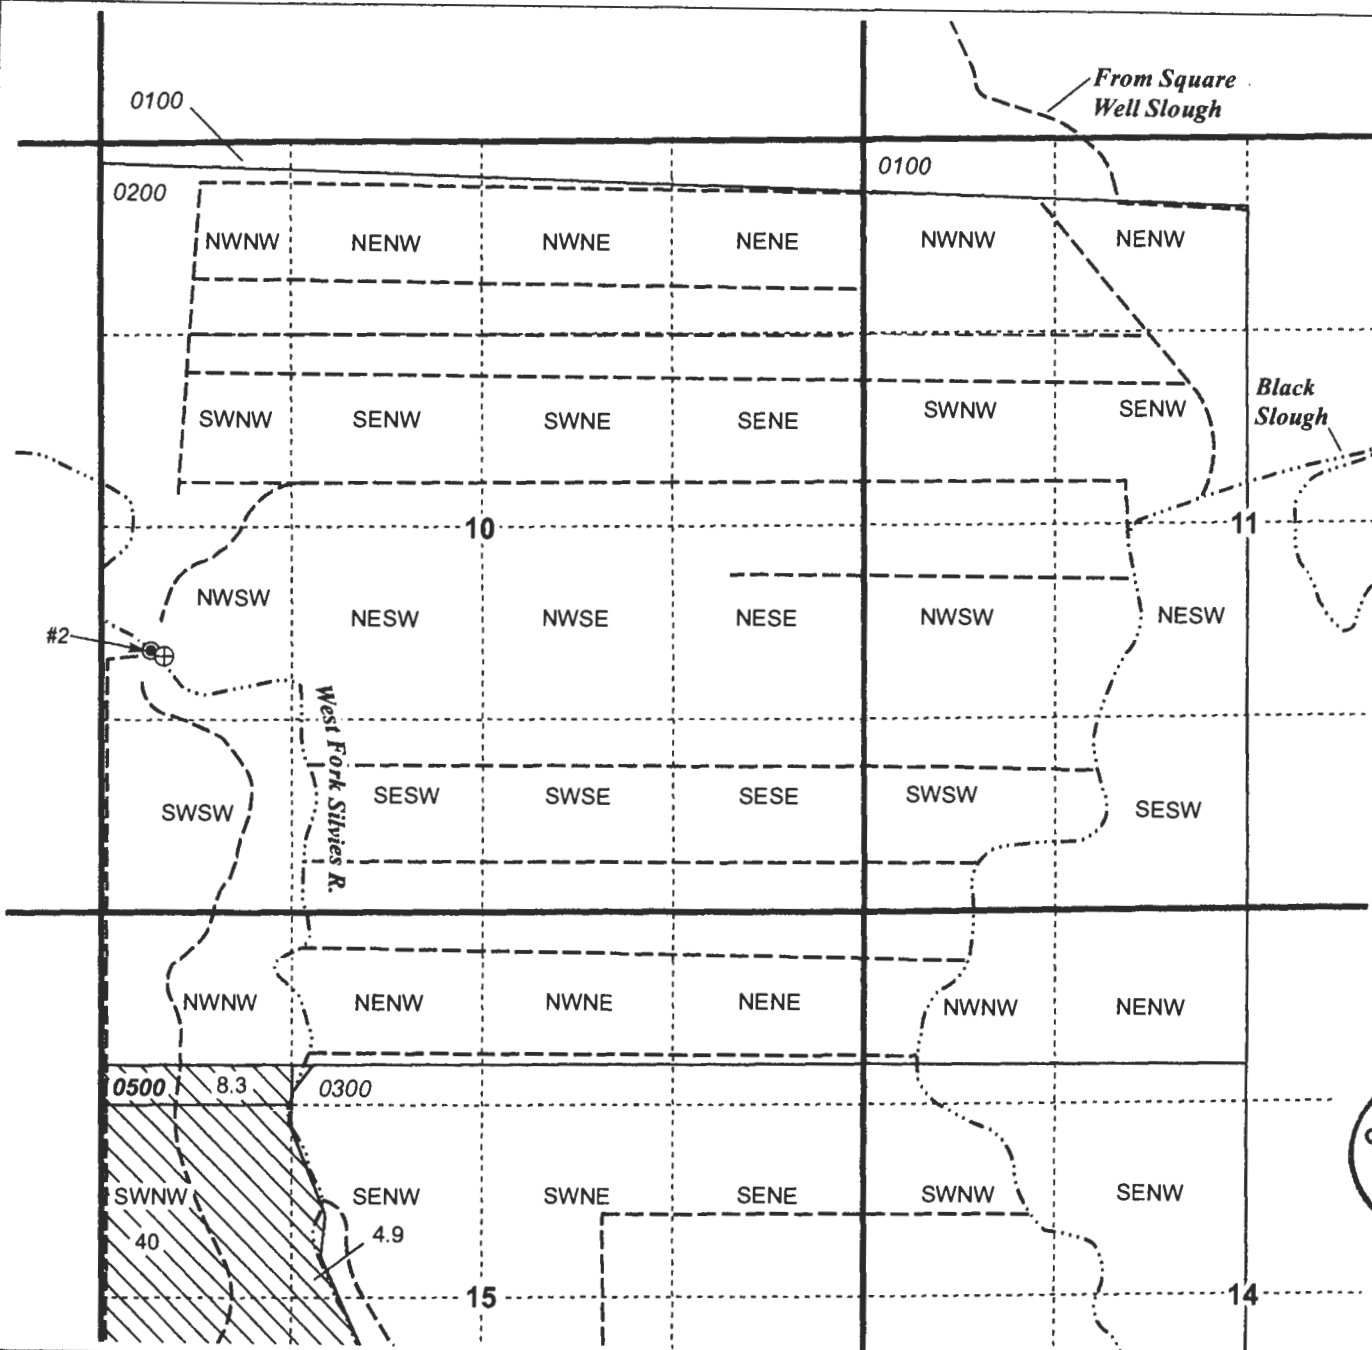 From Square
Well Slough
0100
0100
0200
NWNW
NENW
NWNE
NENE
NWNW
NENW
Black
Slough
SWNW
SENW
SWNE
SENE
SWNW
SENW
10
11
NWSW
NESW
NWSE
NESE
NWSW
NESW
#2
West Fork Silvies R.
SWSW
SESW
SWSE
SESE
SWSW
SESW
NWNW
NENW
NWNE
NENE
NWNW
NENW
0500
8.3
0300
SWNW
SENW
SWNE
SENE
SWNW
SENW
40
4.9
15
14